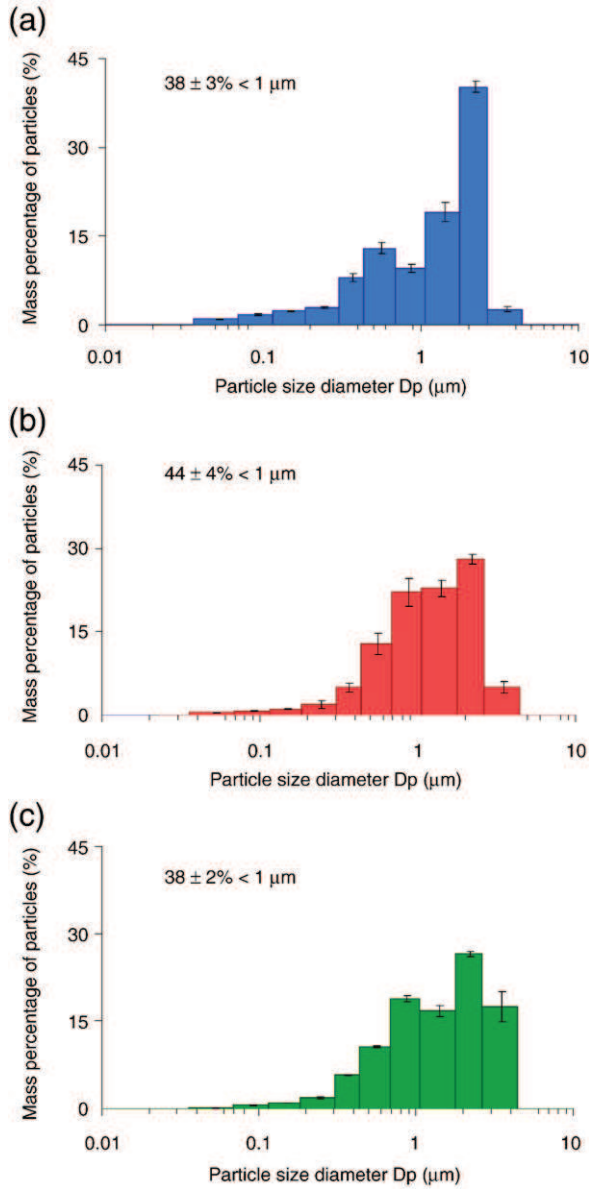 (a)
45
38 ± 3% < 1 μm
30
15
0
0.01
0.1
1
10
Mass percentage of particles (%)
Particle size diameter Dp (μm)
(b)
45
44 ± 4% < 1 μm
30
15
0
0.01
0.1
1
10
Mass percentage of particles (%)
Particle size diameter Dp (μm)
(c)
45
38 ± 2% < 1 μm
30
15
0
0.01
0.1
1
10
Mass percentage of particles (%)
Particle size diameter Dp (μm)